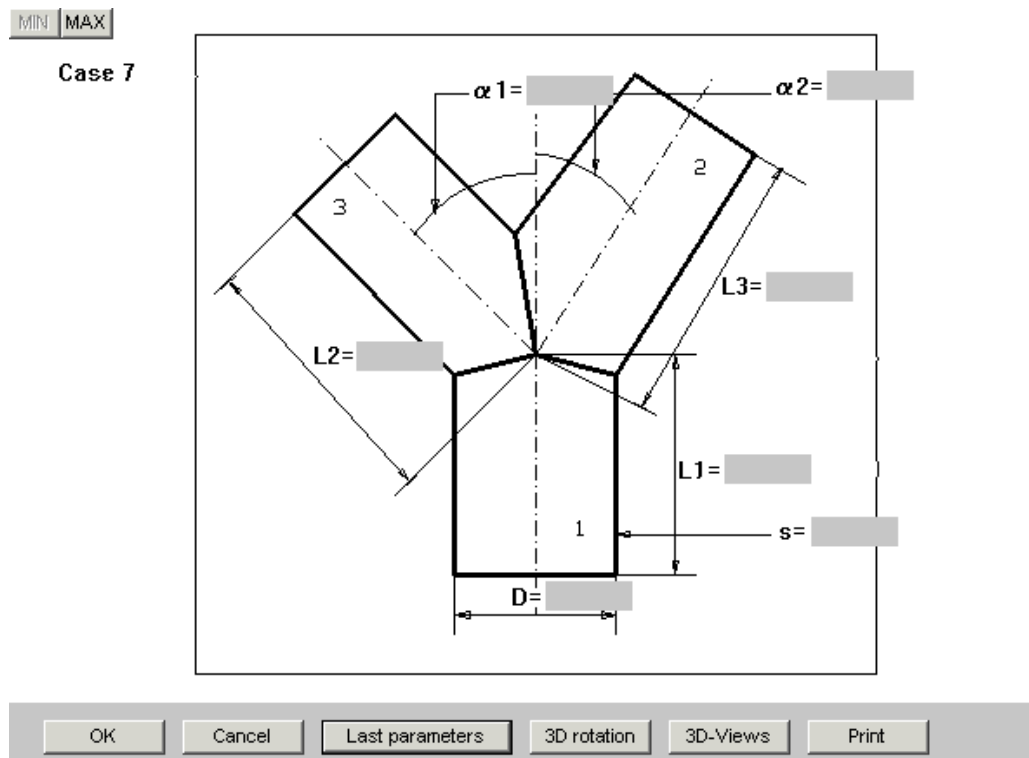 MIN MAX
Case 7
α1= α2=
2
3
L3=
L2=
L1=
1
s=
D=
OK Cancel Last parameters 3D rotation 3D-Views Print